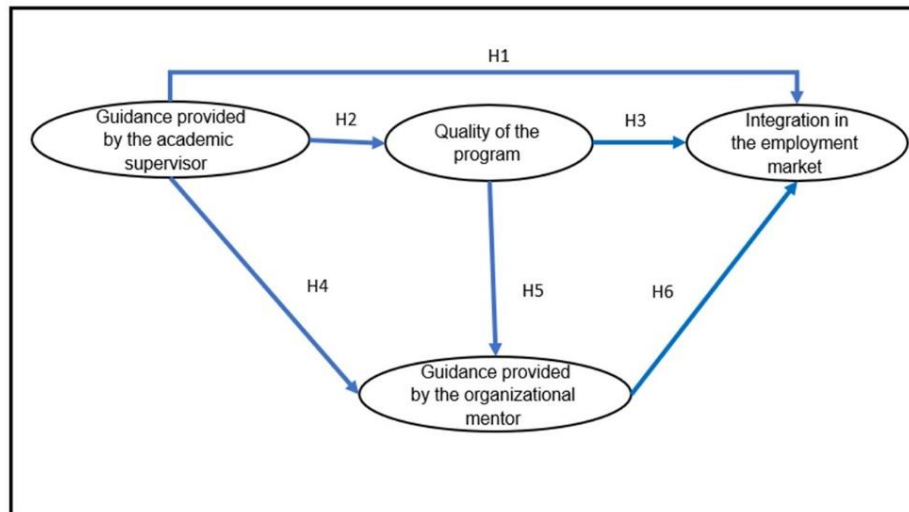 H1
Guidance provided
by the academic
supervisor
H2
Quality of the
program
H3
Integration in
the employment
market
H4
H5
H6
Guidance provided
by the organizational
mentor